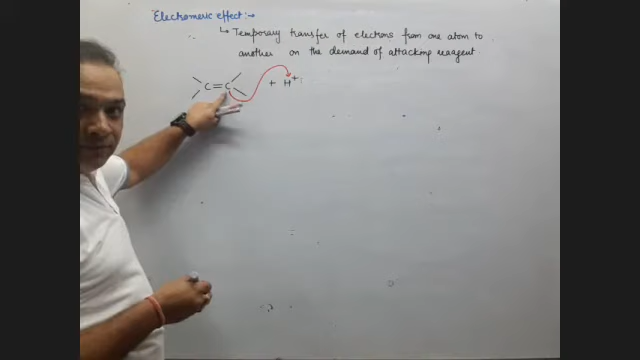 Electromeric effect :-
↳ Temporary transfer of electrons from one atom to
another on the demand of attacking reagent
C=C + H⁺